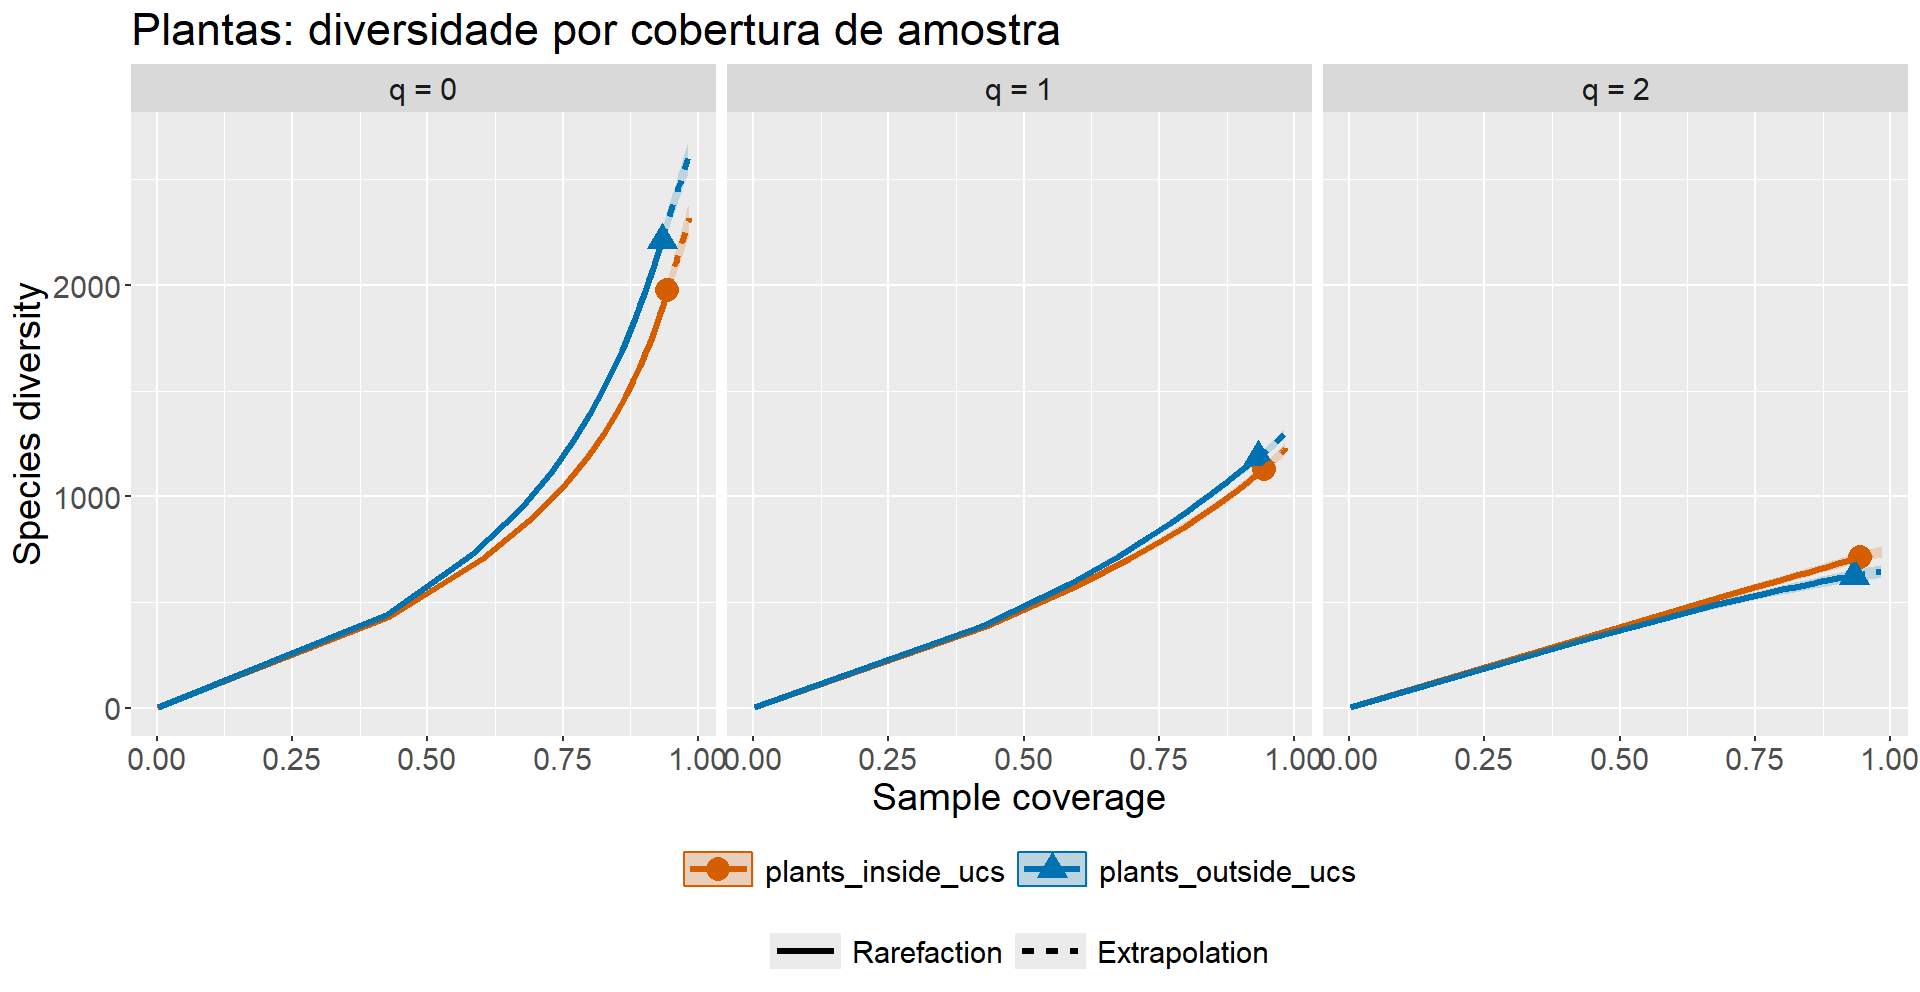 Plantas: diversidade por cobertura de amostra
q = 0 q = 1 q = 2
Species diversity
2000
1000
0
0.00 0.25 0.50 0.75 1.00 0.00 0.25 0.50 0.75 1.00 0.00 0.25 0.50 0.75 1.00
Sample coverage
plants_inside_ucs plants_outside_ucs
Rarefaction Extrapolation